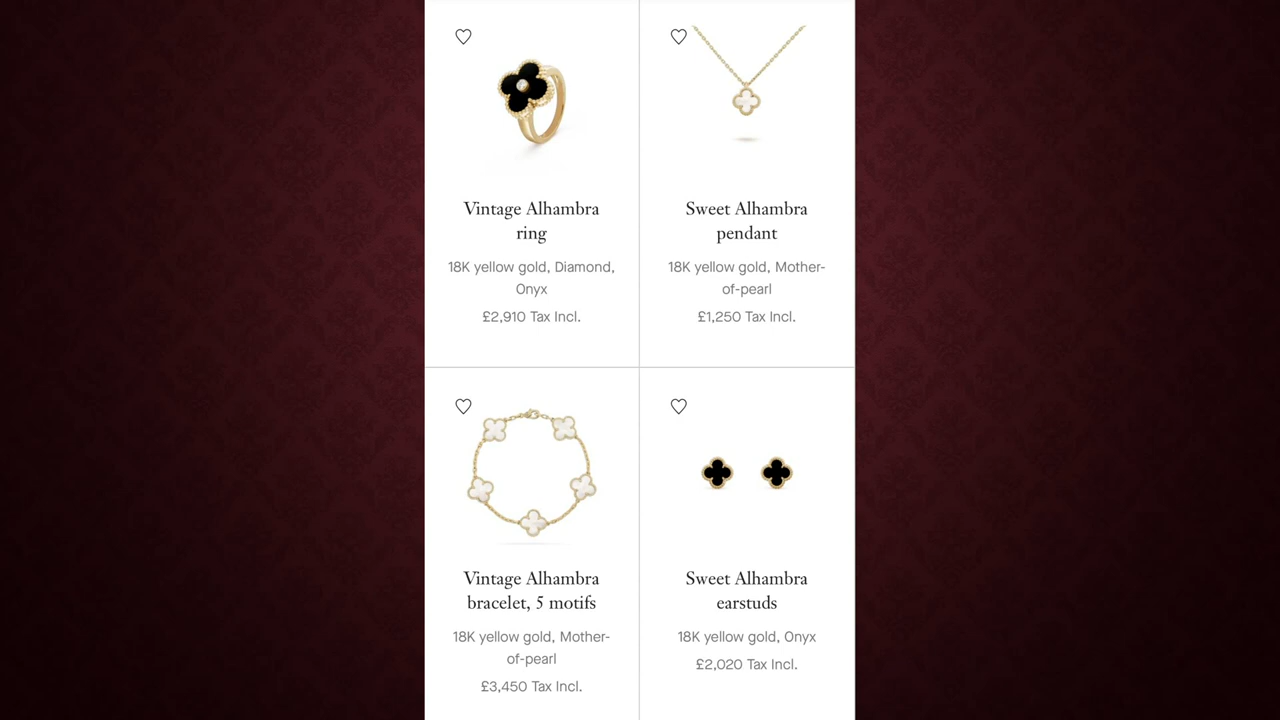 Vintage Alhambra
ring
18K yellow gold, Diamond,
Onyx
£2,910 Tax Incl.
Sweet Alhambra
pendant
18K yellow gold, Mother-
of-pearl
£1,250 Tax Incl.
Vintage Alhambra
bracelet, 5 motifs
18K yellow gold, Mother-
of-pearl
£3,450 Tax Incl.
Sweet Alhambra
earstuds
18K yellow gold, Onyx
£2,020 Tax Incl.